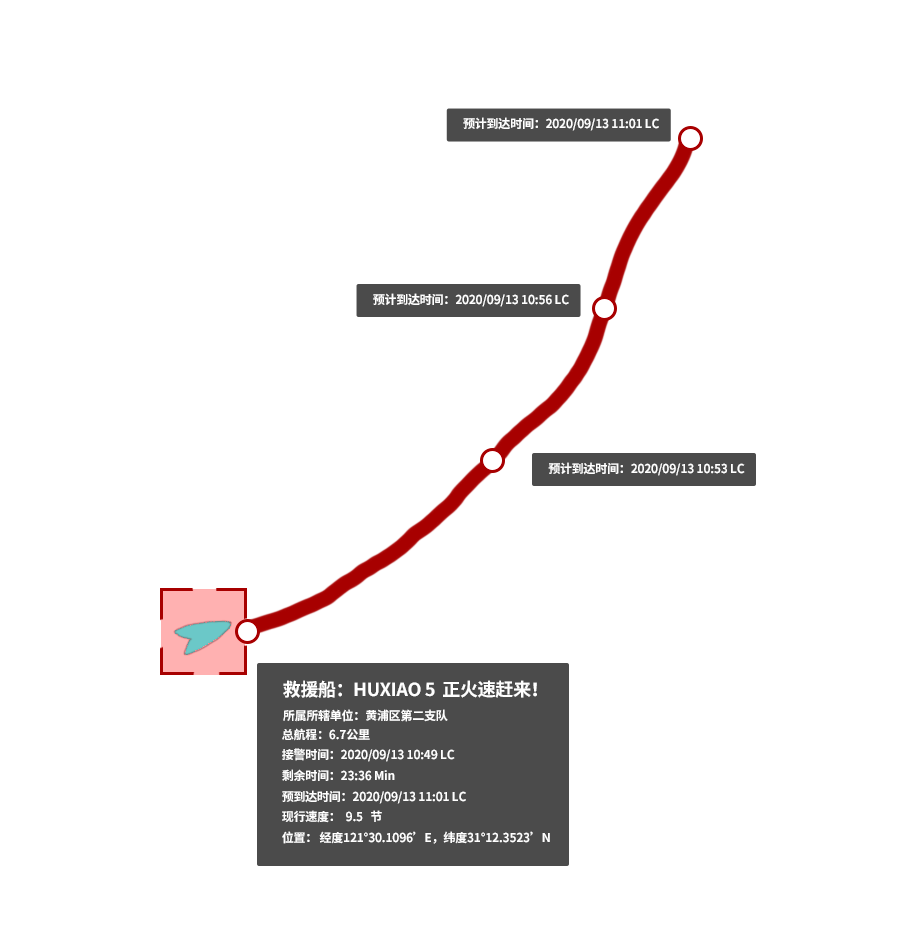 预计到达时间：2020/09/13 11:01 LC
预计到达时间：2020/09/13 10:56 LC
预计到达时间：2020/09/13 10:53 LC
救援船：HUXIAO 5 正火速赶来！
所属所辖单位：黄浦区第二支队
总航程：6.7公里
接警时间：2020/09/13 10:49 LC
剩余时间：23:36 Min
预到达时间：2020/09/13 11:01 LC
现行速度： 9.5 节
位置： 经度121°30.1096’E，纬度31°12.3523’N